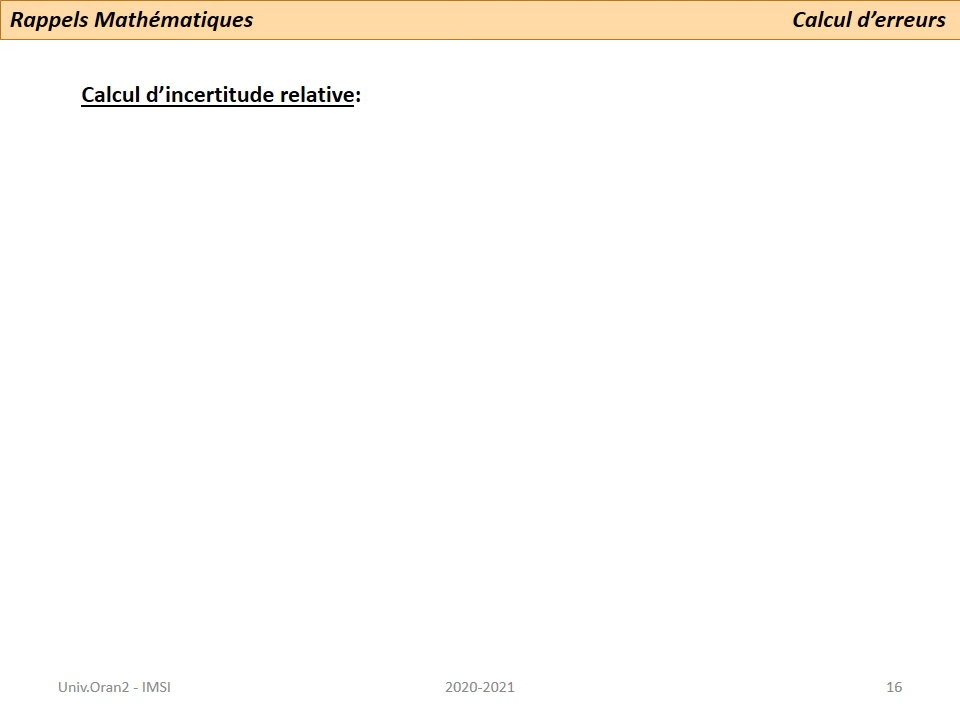 Rappels Mathématiques Calcul d’erreurs
Calcul d’incertitude relative:
Univ.Oran2 - IMSI 2020-2021 16